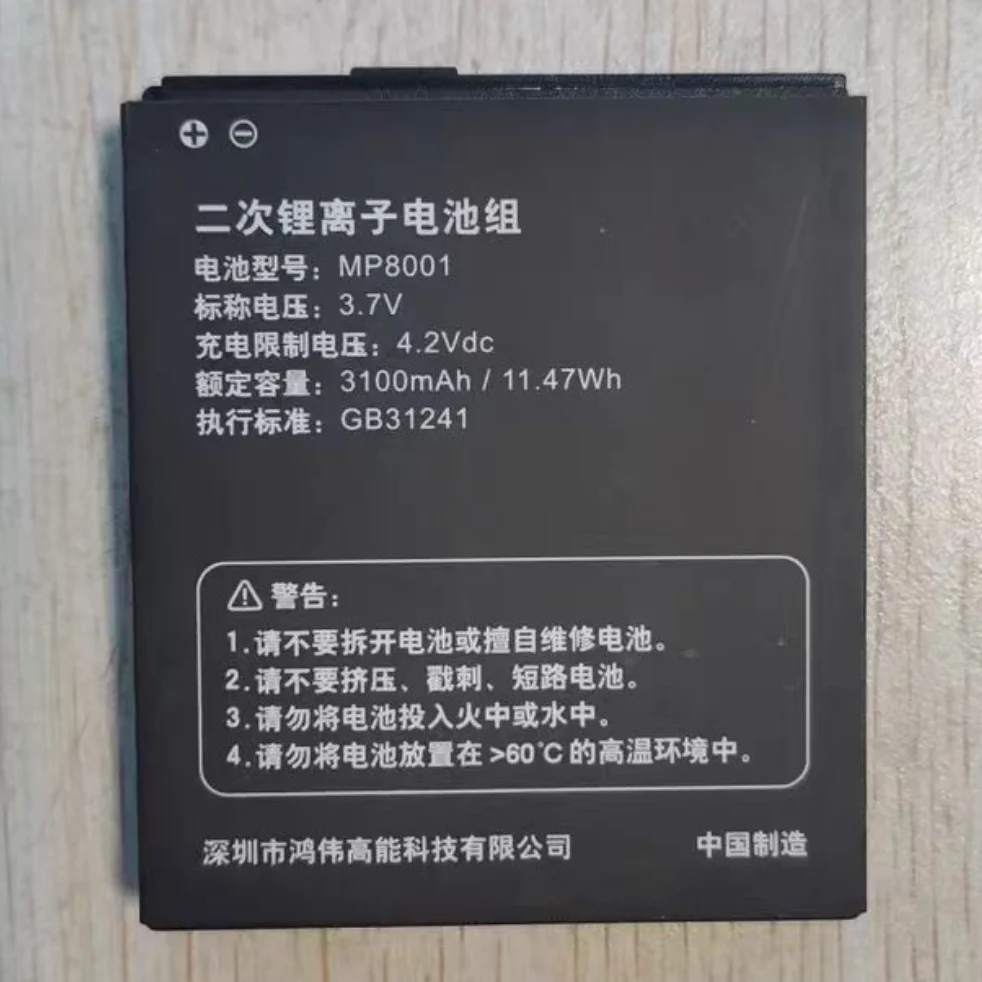 ⊕ ⊖
二次锂离子电池组
电池型号：MP8001
标称电压：3.7V
充电限制电压：4.2Vdc
额定容量：3100mAh / 11.47Wh
执行标准：GB31241
⚠ 警告：
1.请不要拆开电池或擅自维修电池。
2.请不要挤压、戳刺、短路电池。
3.请勿将电池投入火中或水中。
4.请勿将电池放置在 >60℃ 的高温环境中。
深圳市鸿伟高能科技有限公司 中国制造